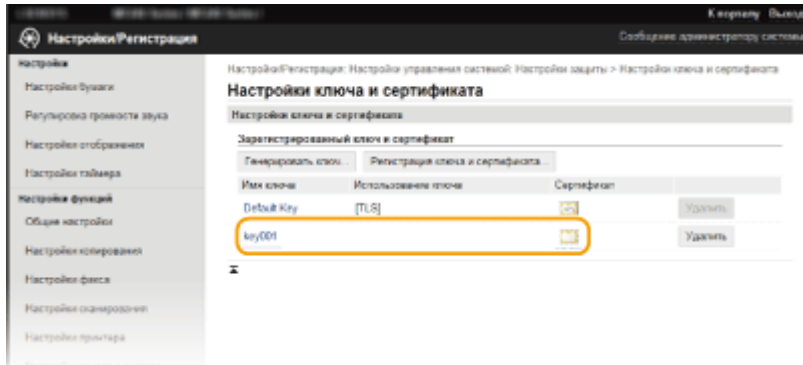 К порталу Выход
Настройки/Регистрация
Сообщение администратору системы
Настройка
Настройки бумаги
Регулировка громкости звука
Настройки отображения
Настройки таймера
Настройки функций
Общие настройки
Настройки копирования
Настройки факса
Настройки сканирования
Настройки принтера
Настройки/Регистрация: Настройки управления системой: Настройки защиты > Настройки ключа и сертификата
Настройки ключа и сертификата
Настройки ключа и сертификата
Зарегистрированный ключ и сертификат
Генерировать ключ... Регистрация ключа и сертификата...
Имя ключа Использование ключа Сертификат
Default Key [TLS] Удалить
key001 Удалить